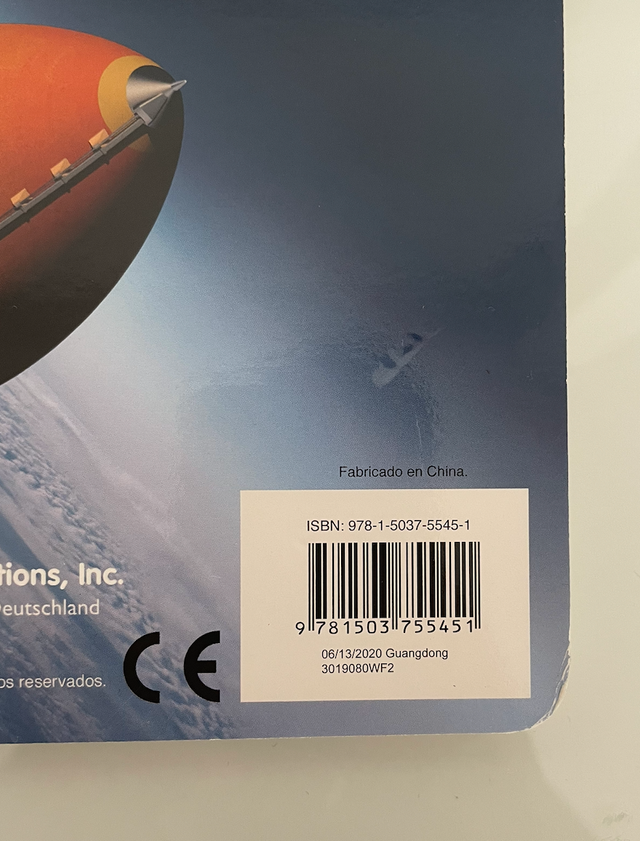 Fabricado en China.
ISBN: 978-1-5037-5545-1
9 781503 755451
06/13/2020 Guangdong
3019080WF2
tions, Inc.
Deutschland
os reservados.
CE